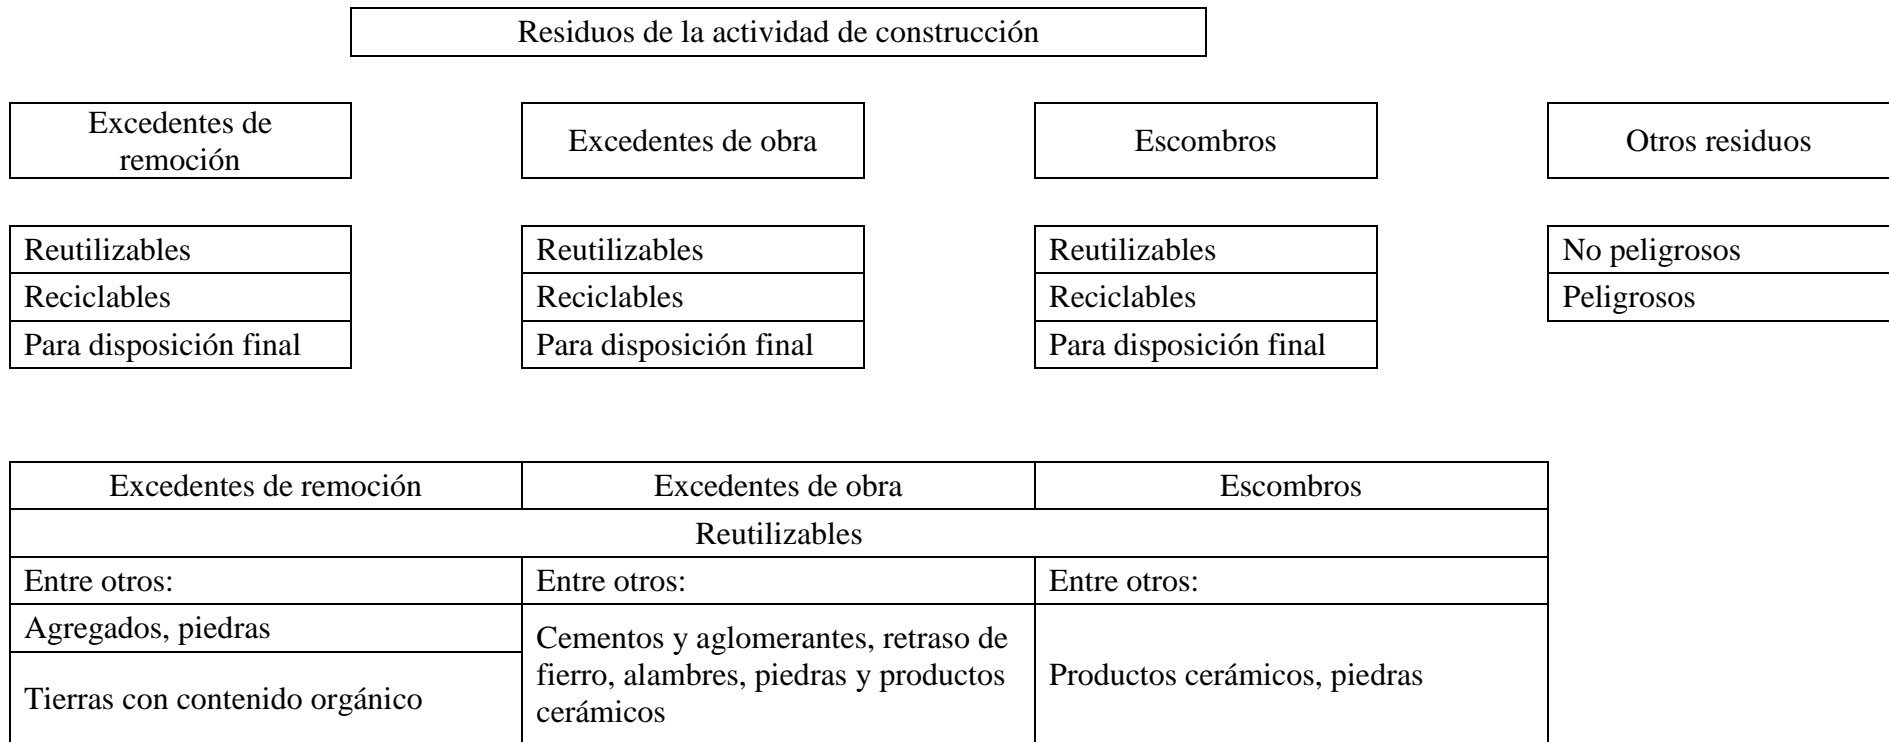 Residuos de la actividad de construcción
Excedentes de
remoción
Excedentes de obra
Escombros
Otros residuos
Reutilizables
Reciclables
Para disposición final
Reutilizables
Reciclables
Para disposición final
Reutilizables
Reciclables
Para disposición final
No peligrosos
Peligrosos
Excedentes de remoción
Excedentes de obra
Escombros
Reutilizables
Entre otros:
Entre otros:
Entre otros:
Agregados, piedras
Tierras con contenido orgánico
Cementos y aglomerantes, retraso de
fierro, alambres, piedras y productos
cerámicos
Productos cerámicos, piedras